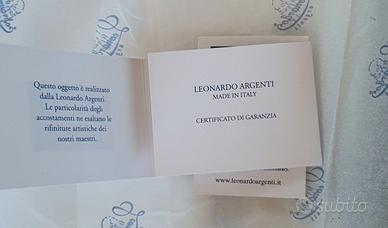 Questo oggetto è realizzato
dalla Leonardo Argenti.
Le particolarità degli
accostamenti ne esaltano le
rifiniture artistiche dei
nostri maestri.
LEONARDO ARGENTI
MADE IN ITALY
CERTIFICATO DI GARANZIA
www.leonardoargenti.it
subito